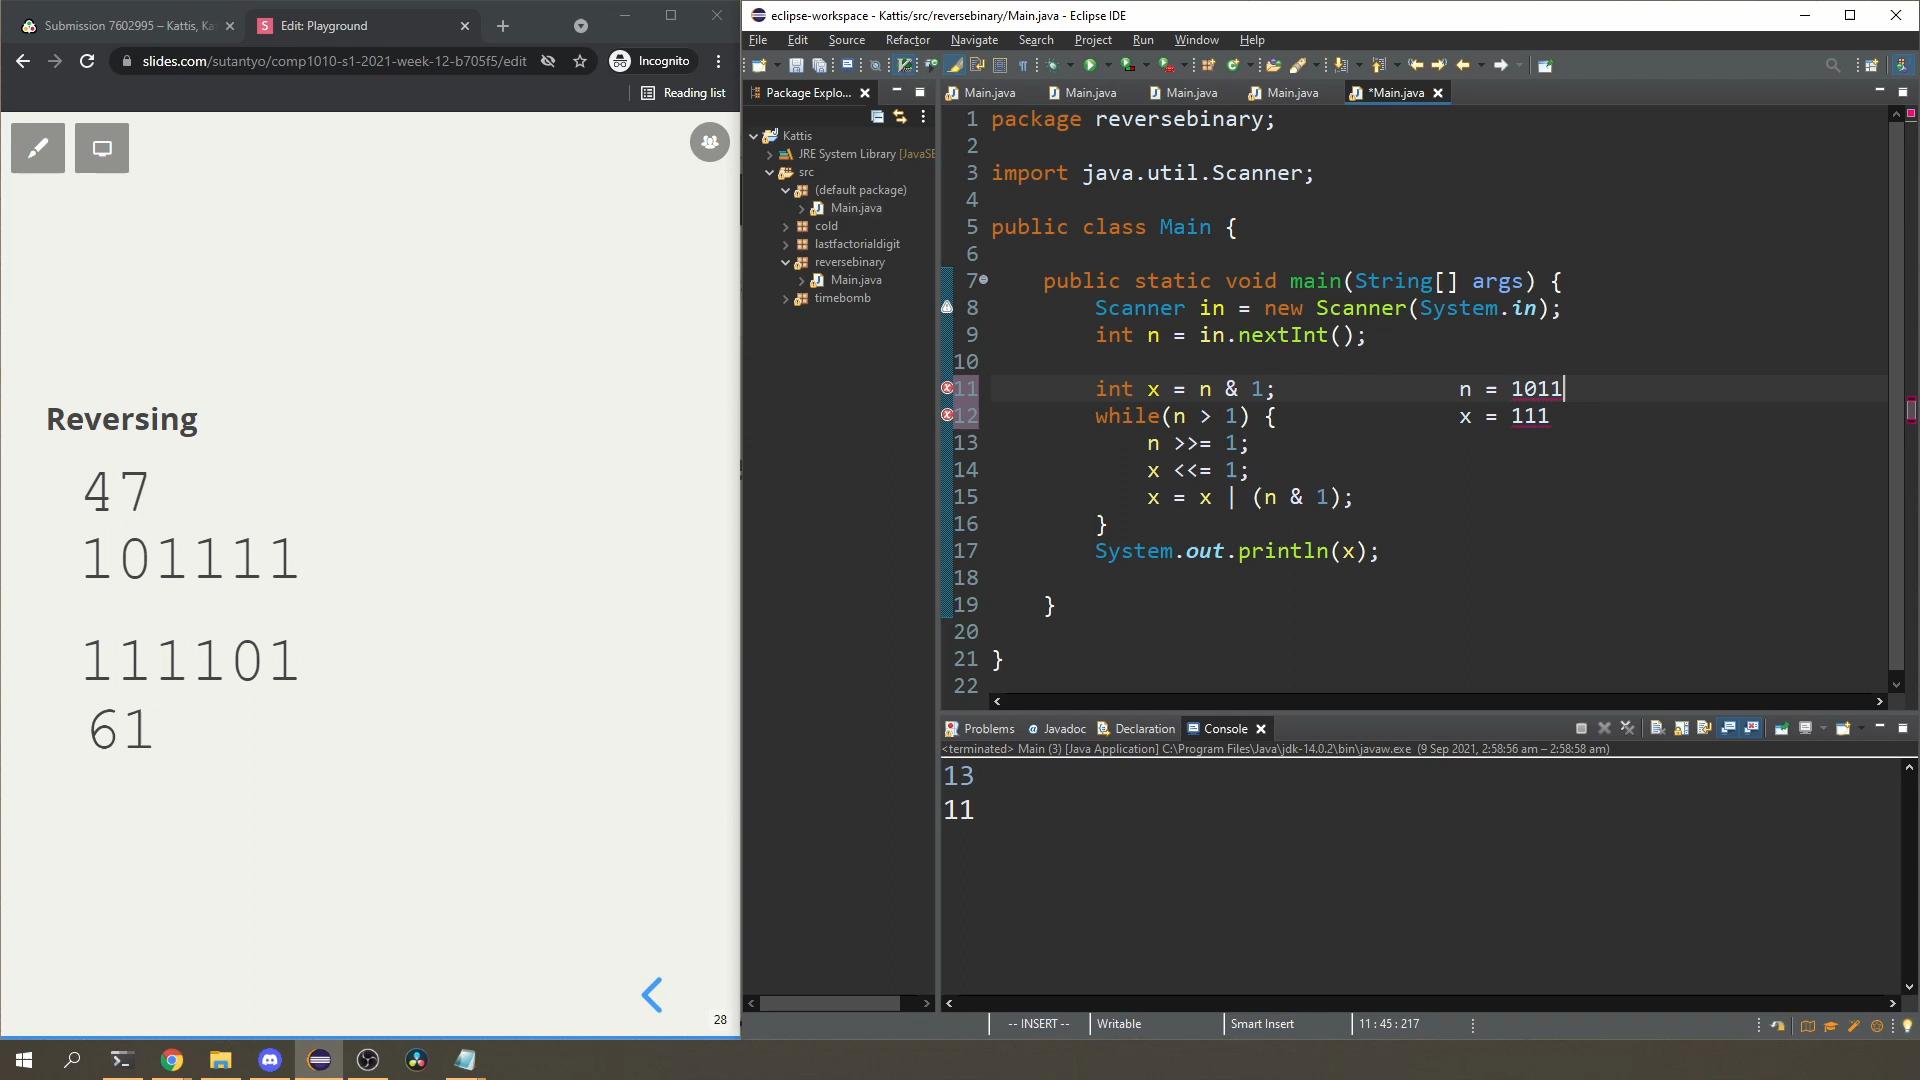 Submission 7602995 – Kattis, Ka
Edit: Playground
slides.com/sutantyo/comp1010-s1-2021-week-12-b705f5/edit
Incognito
Reading list
Reversing
47
101111
111101
61
28
eclipse-workspace - Kattis/src/reversebinary/Main.java - Eclipse IDE
File Edit Source Refactor Navigate Search Project Run Window Help
Package Explo...
Kattis
JRE System Library [JavaSE
src
(default package)
Main.java
cold
lastfactorialdigit
reversebinary
Main.java
timebomb
Main.java Main.java Main.java Main.java *Main.java
1 package reversebinary;
2
3 import java.util.Scanner;
4
5 public class Main {
6
7 public static void main(String[] args) {
8 Scanner in = new Scanner(System.in);
9 int n = in.nextInt();
10
11 int x = n & 1; n = 1011
12 while(n > 1) { x = 111
13 n >>= 1;
14 x <<= 1;
15 x = x | (n & 1);
16 }
17 System.out.println(x);
18
19 }
20
21 }
22
Problems Javadoc Declaration Console
<terminated> Main (3) [Java Application] C:\Program Files\Java\jdk-14.0.2\bin\javaw.exe (9 Sep 2021, 2:58:56 am – 2:58:58 am)
13
11
-- INSERT -- Writable Smart Insert 11 : 45 : 217